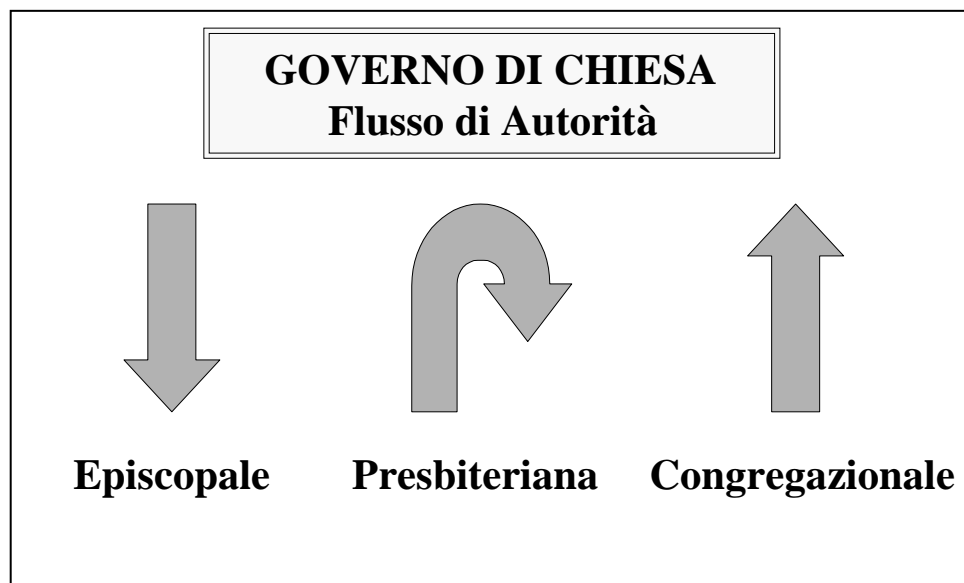 GOVERNO DI CHIESA
Flusso di Autorità
Episcopale Presbiteriana Congregazionale